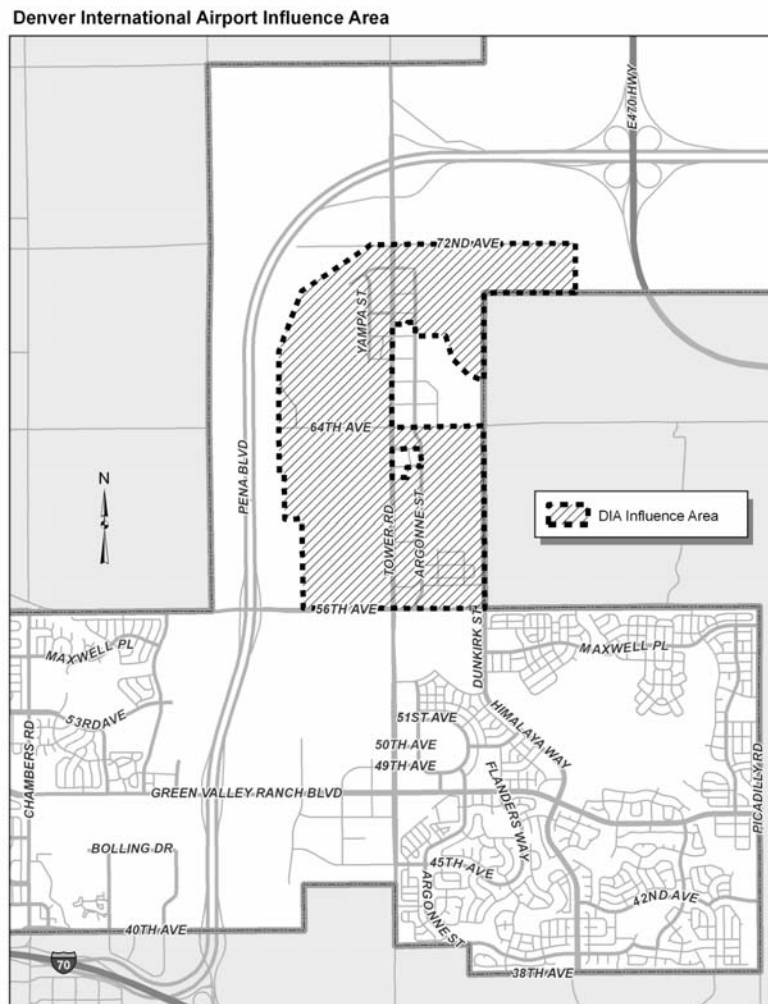 Denver International Airport Influence Area
E470 HWY
72ND AVE
YAMPA ST
64TH AVE
PENA BLVD
N
TOWER RD
ARGONNE ST
DIA Influence Area
56TH AVE
DUNKIRK ST
MAXWELL PL
MAXWELL PL
53RD AVE
51ST AVE
HIMALAYA WAY
50TH AVE
49TH AVE
CHAMBERS RD
PICADILLY RD
GREEN VALLEY RANCH BLVD
FLANDERS WAY
BOLLING DR
45TH AVE
ARGONNE ST
42ND AVE
40TH AVE
70
38TH AVE